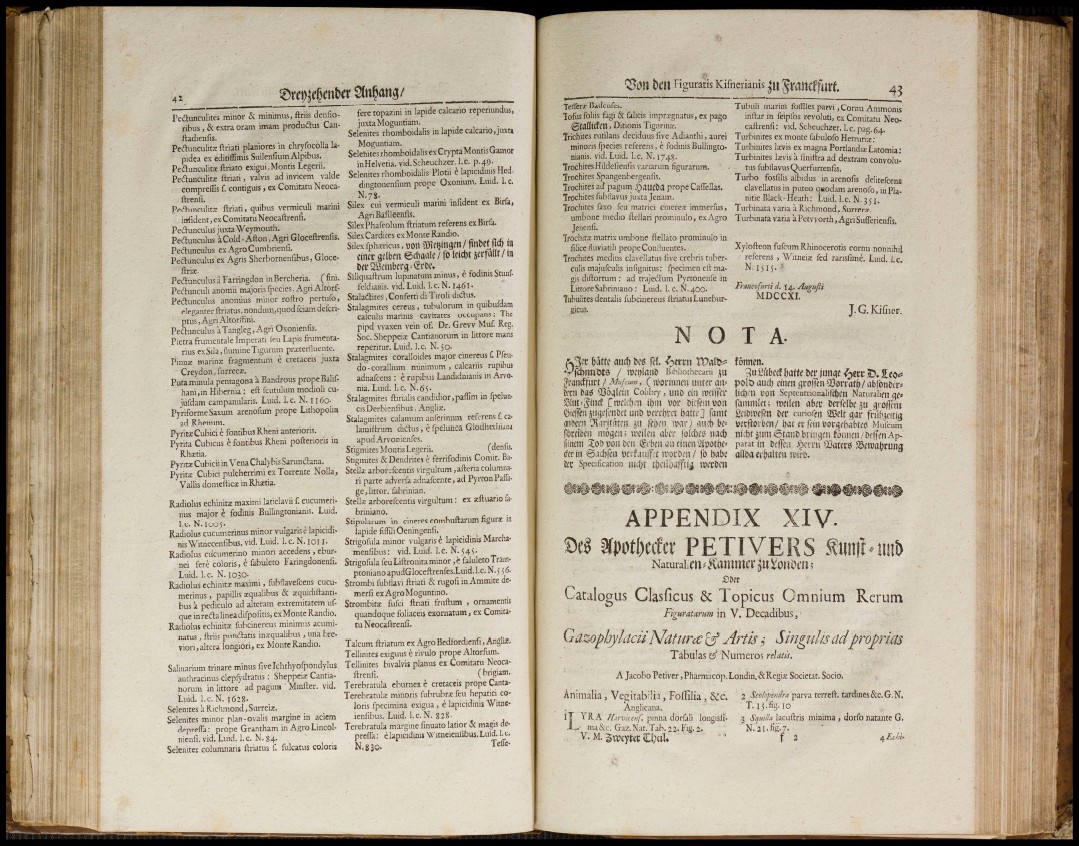 42 Dreyzehender Anhang/
Pectunculites minor & minimus, striis densio-
ribus, & extra oram imam productus Can-
stadiensis.
Pectunculitæ striati planiores in chrysocolla la-
pidea ex editissimis Suilensium Alpibus.
Pectunculitæ striato exigui, Montis Legerii.
Pectunculitæ striati, valvis ad invicem valde
compressis s. contiguis, ex Comitatu Neoca-
strensi.
Pectunculitæ striati, quibus vermiculi marini
insident, ex Comitatu Neocastrensi.
Pectunculus juxta Weymouth.
Pectunculus à Cold-Aston, Agri Glocestrensis.
Pectunculus ex Agro Cumbriensi.
Pectunculus ex Agris Sherbornensibus, Gloce-
striæ.
Pectunculus à Farringdon in Bercheria. ( sini.
Pectunculi anomii majoris species, Agri Altorf-
Pectunculus anomius minor rostro pertuso,
eleganter striatus, nondum, quod sciam descri-
ptus, Agri Altorfini.
Pectunculus à Tangleg, Agri Oxoniensis.
Pietra frumentale Imperati seu Lapis frumenta-
rius ex Sila, flumine Tigurum præterfluente.
Pinnæ marinæ fragmentum è cretaceis juxta
Creydon, surreiæ.
Puta minula pentagona à Bandrous prope Balis-
hani, in Hibernia: est scutulum modioli cu-
jusdam campanularis. Luid. l. c. N. 1160.
Pyriforme Saxum arenosum prope Lithopolin
ad Rhenum.
Pyritæ Cubici è fontibus Rheni anterioris.
Pyrita Cubicus è fontibus Rheni posterioris in
Rhætia.
Pyritæ Cubicii in Vena Chalybis Sarunctana.
Pyritæ Cubici pulcherrimi ex Torrente Nolla,
Vallis domesticæ in Rhætia.
Radiolus echinitæ maximi latielavii s. cucumeri-
nus major è fodinis Bullingtonianis. Luid.
l. c. N. 1005.
Radiolus cucumerinus minor vulgaris è lapicidi-
nis Witneensibus. vid. Luid. l. c. N. 1011.
Radiolus cucumerino minori accedens, ebur-
nei ferè coloris, è sabuleto Faringdonensi.
Luid. l. c. N. 1030.
Radiolus echinitæ maximi, subflavescens cucu-
merinus, papillis æqualibus & æquidistanti-
bus à pediculo ad alteram extremitatem us-
que in recta linea dispositis, ex Monte Randio.
Radiolus echinitæ subcinereus minimus acumi-
natus, striis punctatis inæqualibus, una bre-
viori, altera longiori, ex Monte Randio.
Salinarium trinare minus sive Ichthyospondylus
anthracinus clepsydratus: Sheppeiæ Cantia-
norum in littore ad pagum Minster. vid.
Luid. l. c. N. 1628.
Selenites à Richmond, Surreiæ.
Selenites minor plan-ovalis margine in aciem
depressa: prope Grantham in Agro Lincol-
niensi. vid. Luid. l. c. N. 84.
Selenites columnaris striatus s. sulcatus coloris
fere topazini in lapide calcario reperiundus,
juxta Moguntiam.
Selenites rhomboidalis in lapide calcario, juxta
Moguntiam.
Selenites rhomboidalis ex Crypta Montis Gamor
in Helvetia. vid. Scheuchzer. l. c. p. 49.
Selenites rhomboidalis Plotii è lapicidinis Hed-
dingtonensium prope Oxonium. Luid. l. c.
N. 78.
Silex cui vermiculi marini insident ex Birsa,
Agri Basileensis.
Silex Phaseolum striatum referens ex Birsa.
Silex Cardites ex Monte Randio.
Silex sphæricus, von Metzingen / findet sich in
einer gelben Schaale / so leicht zerfällt / in
der Weinberg-Erde.
Siliquastrum lupinatum minus, è fodinis Stuns-
feldianis. vid. Luid. l. c. N. 1461.
Stalactites, Confetti di Tiroli dictus.
Stalagmites cereus, tubulorum in quibusdam
calculis marinis cavitates occupans: The
pipd vvaxen vein of. Dr. Grevv Mus. Reg.
Soc. Sheppeiæ Cantianorum in littore maris
reperitur. Luid. l. c. N. 50.
Stalagmites coralloides major cinereus s. Pseu-
do-corallium minimum, calcariis rupibus
adnascens: è rupibus Landidnianis in Arvo-
nia. Luid. l. c. N. 65.
Stalagmites striulis candidior, passim in spelun-
cis Derbiensibus, Angliæ.
Stalagmites calamum anserinum referens s. ca-
lamistrum dictus, è spelunca Glodhethiana
apud Arvonienses.
Stigmites Montis Legerii. (densis.
Stigmites & Dendrites è ferrifodinis Comit. Ba-
Stellæ arborescentis virgultum, asteria columna-
ri parte adversa adnascente, ad Pyrton Passi-
ge, littor. sabrinian.
Stellæ arborescentis virgultum: ex æstuario sa-
briniano.
Stipularum in cineres combustarum figuræ in
lapide fissili Oeningensi.
Strigosula minor vulgaris è lapicidinis Marcha-
mensibus: vid. Luid. l. c. N. 545.
Strigosula seu Listronita minor, è saluleto Tram-
ptoniano apud Glocestrenses. Luid. l. c. N. 556.
Strombi subflavi striati & rugosi in Ammite de-
mersi ex Agro Moguntino.
Strombitæ fusci striati frustum, ornamentis
quandoque foliaceis exornatum, ex Comita-
tu Neocastrensi.
Talcum striatum ex Agro Bedfordiensi, Angliæ.
Tellinites exiguus è rivulo prope Altorfum.
Tellinites bivalvis planus ex Comitatu Neoca-
strensi. ( brigiam.
Terebratula eburnea è cretaceis prope Canta-
Terebratulæ minoris subrubræ seu hepatici co-
loris specimina exigua, è lapicidinis Witne-
iensibus. Luid. l. c. N. 828.
Terebratula margine sinuato latior & magis de-
pressa: è lapicidinis Witneiensibus. Luid. l. c.
N. 830. Tesse-
Von den Figuratis Kisnerianis zu Franckfurt. 43
Tesseræ Badenses.
Tofus foliis fagi & salicis imprægnatus, ex pago
Stallicken, Ditionis Tigurinæ.
Trichites rutilans deciduus sive Adianthi, aurei
minoris species referens, è fodinis Bullingto-
nianis. vid. Luid. l. c. N. 1748.
Trochites Hildesiensis variarum figurarum.
Trochites Spangenbergensis.
Trochites ad pagum Haueda prope Cassellas.
Trochites subflavus juxta Jenam.
Trochites saxo seu matrici cinereæ immersus,
umbone medio stellari prominulo, ex Agro
Jenensi.
Trochitæ matrix umbone stellato prominulo in
silice fluviatili prope Confluentes.
Trochites medius clavellatus sive crebris tuber-
culis majusculis insignitus: specimen est ma-
gis distortum: ad trajectum Pyrtonense in
Littore Sabriniano: Luid. l. c. N. 400.
Tubulites dentalis subcinereus striatus Lunebur-
gicus.
Tubuli marini fossiles parvi, Cornu Ammonis
instar in seipsos revoluti, ex Comitatu Neo-
castrensi: vid. Scheuchzer. l. c. pag. 64.
Turbinites ex monte sabuloso Hetruriæ.
Turbinites lævis ex magna Portlandiæ Latomia:
Turbinites lævis à sinistra ad dextram convolu-
tus subflavus Querfurtensis.
Turbo fossilis albidus in arenosis delitescens
clavellatus in puteo quodam arenoso, in Pla-
nitie Black-Heath: Luid. l. c. N. 351.
Turbinata varia à Richmond, Surreiæ.
Turbinata varia à Petvyorth, Agri Sufferiensis.
Xylosteon fuscum Rhinocerotis cornu nonnihil
referens, Witneiæ sed rarissimè. Luid. l. c.
N. 1515.
Francofurti d. 14. Augusti
MDCCXI.
J. G. Kisner.
NOTA.
Hier hätte auch des sel. Herrn Wald-
schmidts / weyland Bibliothecarii zu
Franckfurt / Museum, (worinnen unter an-
dern das Vöglein Colibry, und ein weisser
Blut-Finck [welchen ihm vor diesem von
Giessen zugesendet und verehret hatte] samt
andern Raritäten zu sehen war) auch be-
schreiben mögen; weilen aber solches nach
seinem Tod von den Erben an einen Apothe-
cker in Sachsen verkaufft worden / so habe
der Specification nicht theilhafftig werden
können.
Zu Lübeck hatte der junge Herr D. Leo-
pold auch einen grossen Vorrath / absonder-
lichen von Septentrionalischen Naturalien ge-
sammlet: weilen aber derselbe zu grossem
Leidwesen der curiosen Welt gar frühzeitig
verstorben / hat er sein vorgehabtes Museum
nicht zum Stand bringen können / dessen Ap-
parat in dessen Herrn Vaters Bewahrung
allda erhalten wird.
APPENDIX XIV.
Des Apothecker PETIVERS Kunst- und
Naturalien-Kammer zu Londen;
Oder
Catalogus Classicus & Topicus Omnium Rerum
Figuratarum in V. Decadibus,
Gazophylacii Naturæ & Artis; Singulis ad proprias
Tabulas & Numeros relatis.
A Jacobo Petiver, Pharmacop. Londin. & Regiæ Societat. Socio.
Animalia, Vegitabilia, Fossilia, &c.
Anglicana.
1 LYRA Harvicens. pinna dorsali longissi-
ma &c. Gaz. Nat. Tab. 22. Fig. 2.
V. M. Zweyter Theil.
2 Scolopendra parva terrest. tardines &c. G. N.
T. 13. fig. 10
3 Squilla lacustris minima, dorso natante G.
N. 21. fig. 7.
f 2 4 Echi-